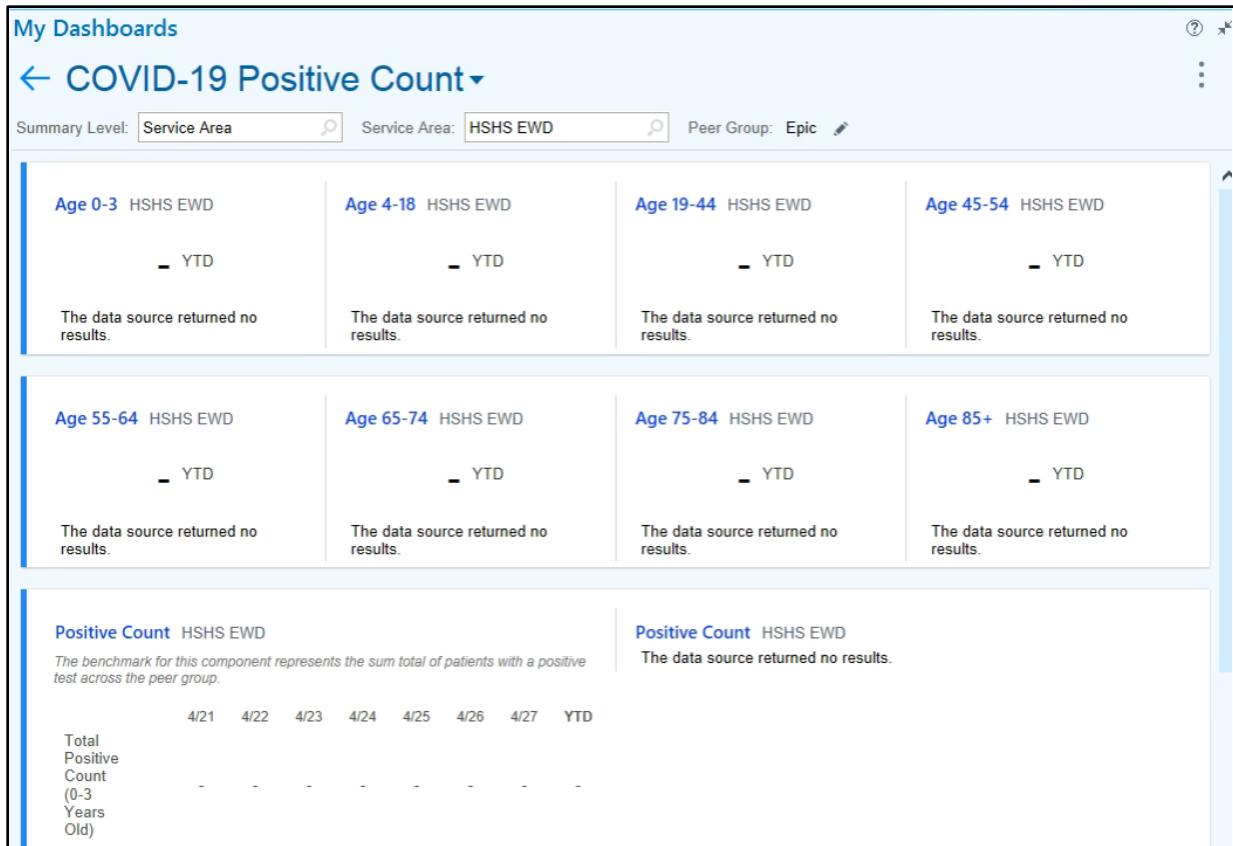 My Dashboards
COVID-19 Positive Count
Summary Level: Service Area Service Area: HSHS EWD Peer Group: Epic
Age 0-3 HSHS EWD Age 4-18 HSHS EWD Age 19-44 HSHS EWD Age 45-54 HSHS EWD
- YTD - YTD - YTD - YTD
The data source returned no The data source returned no The data source returned no The data source returned no
results. results. results. results.
Age 55-64 HSHS EWD Age 65-74 HSHS EWD Age 75-84 HSHS EWD Age 85+ HSHS EWD
- YTD - YTD - YTD - YTD
The data source returned no The data source returned no The data source returned no The data source returned no
results. results. results. results.
Positive Count HSHS EWD
The benchmark for this component represents the sum total of patients with a positive
test across the peer group.
4/21 4/22 4/23 4/24 4/25 4/26 4/27 YTD
Total
Positive
Count
(0-3
Years
Old)
- - - - - - - -
Positive Count HSHS EWD
The data source returned no results.